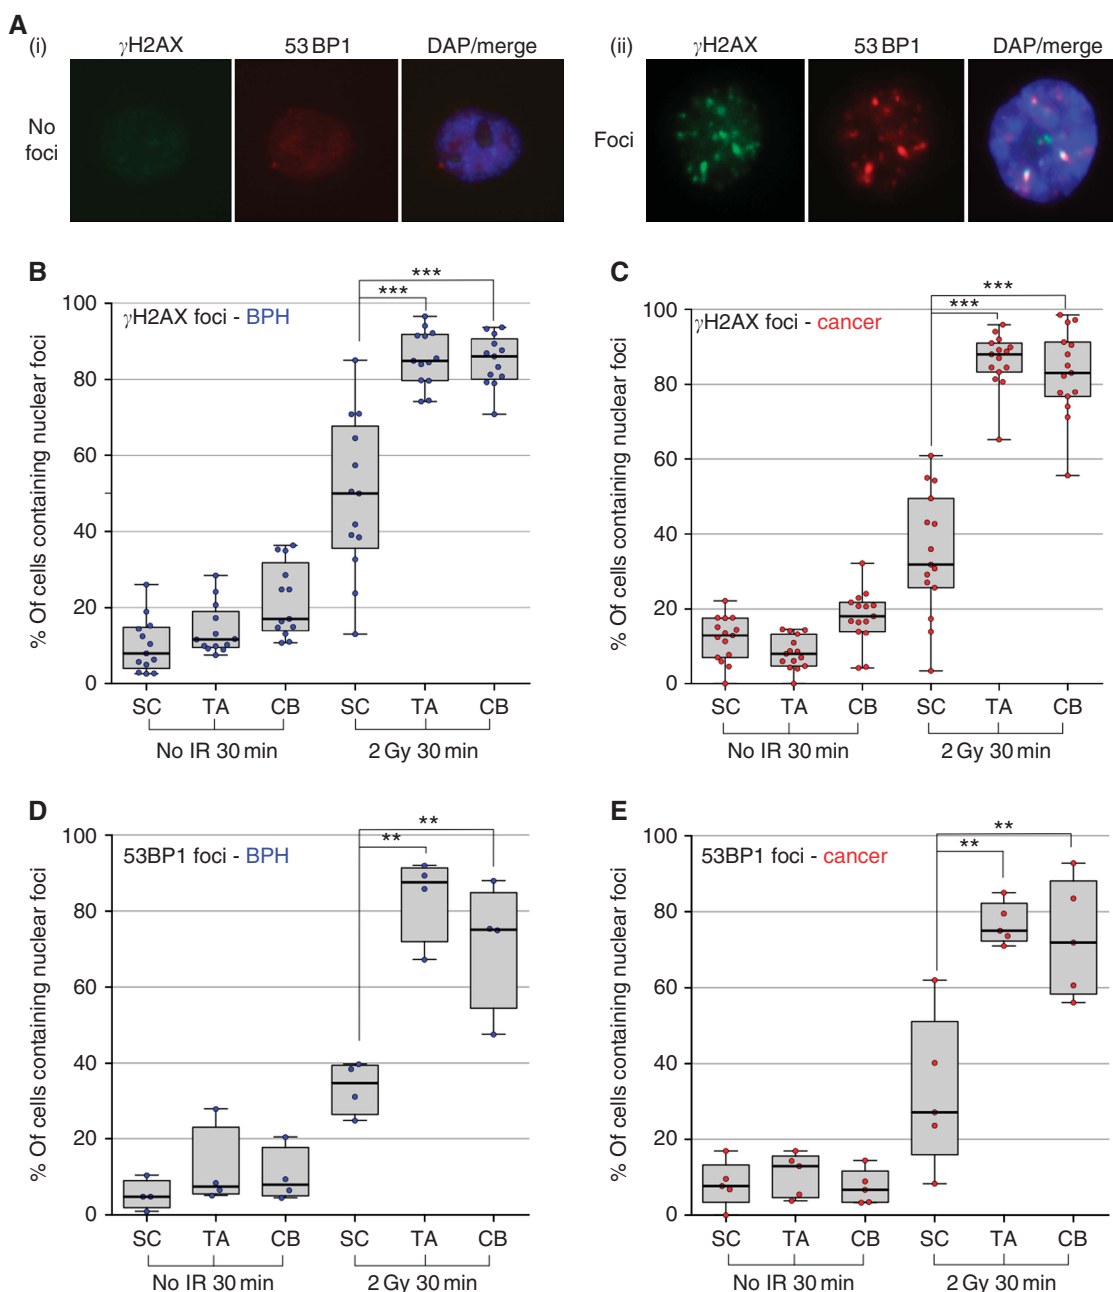 A
(i) γH2AX 53BP1 DAP/merge
No foci
(ii) γH2AX 53BP1 DAP/merge
Foci
B
γH2AX foci - BPH
% Of cells containing nuclear foci
100
80
60
40
20
0
*** ***
SC TA CB SC TA CB
No IR 30 min 2 Gy 30 min
C
γH2AX foci - cancer
% Of cells containing nuclear foci
100
80
60
40
20
0
*** ***
SC TA CB SC TA CB
No IR 30 min 2 Gy 30 min
D
53BP1 foci - BPH
% Of cells containing nuclear foci
100
80
60
40
20
0
** **
SC TA CB SC TA CB
No IR 30 min 2 Gy 30 min
E
53BP1 foci - cancer
% Of cells containing nuclear foci
100
80
60
40
20
0
** **
SC TA CB SC TA CB
No IR 30 min 2 Gy 30 min